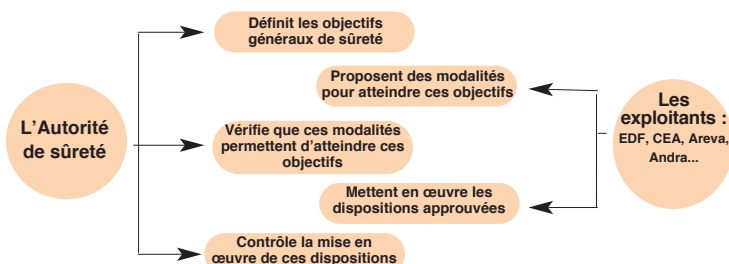 Définit les objectifs
généraux de sûreté
Proposent des modalités
pour atteindre ces objectifs
L'Autorité
de sûreté
Les
exploitants :
EDF, CEA, Areva,
Andra...
Vérifie que ces modalités
permettent d'atteindre ces
objectifs
Mettent en œuvre les
dispositions approuvées
Contrôle la mise en
œuvre de ces dispositions